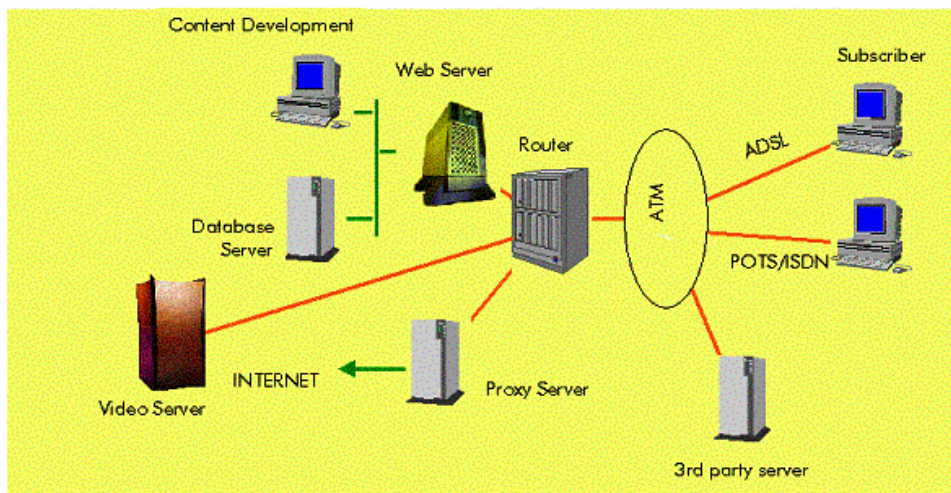 Content Development
Subscriber
Web Server
ADSL
Router
ATM
Database
Server
POTS/ISDN
INTERNET
Proxy Server
Video Server
3rd party server